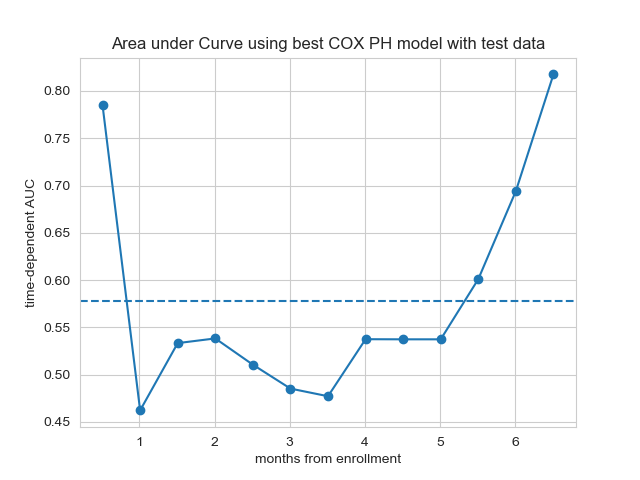 Area under Curve using best COX PH model with test data
time-dependent AUC
0.80
0.75
0.70
0.65
0.60
0.55
0.50
0.45
1 2 3 4 5 6
months from enrollment